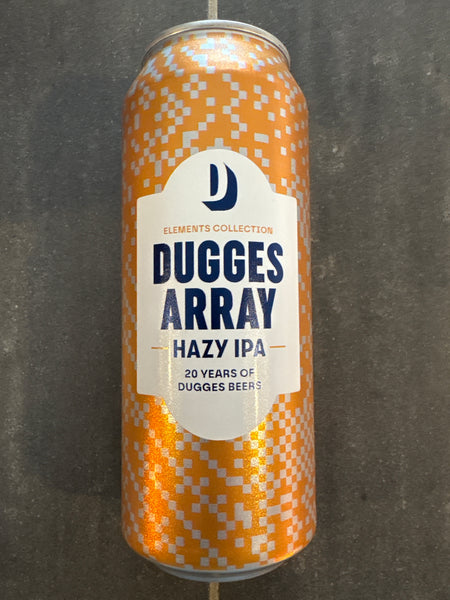 D
ELEMENTS COLLECTION
DUGGES
ARRAY
HAZY IPA
20 YEARS OF
DUGGES BEERS